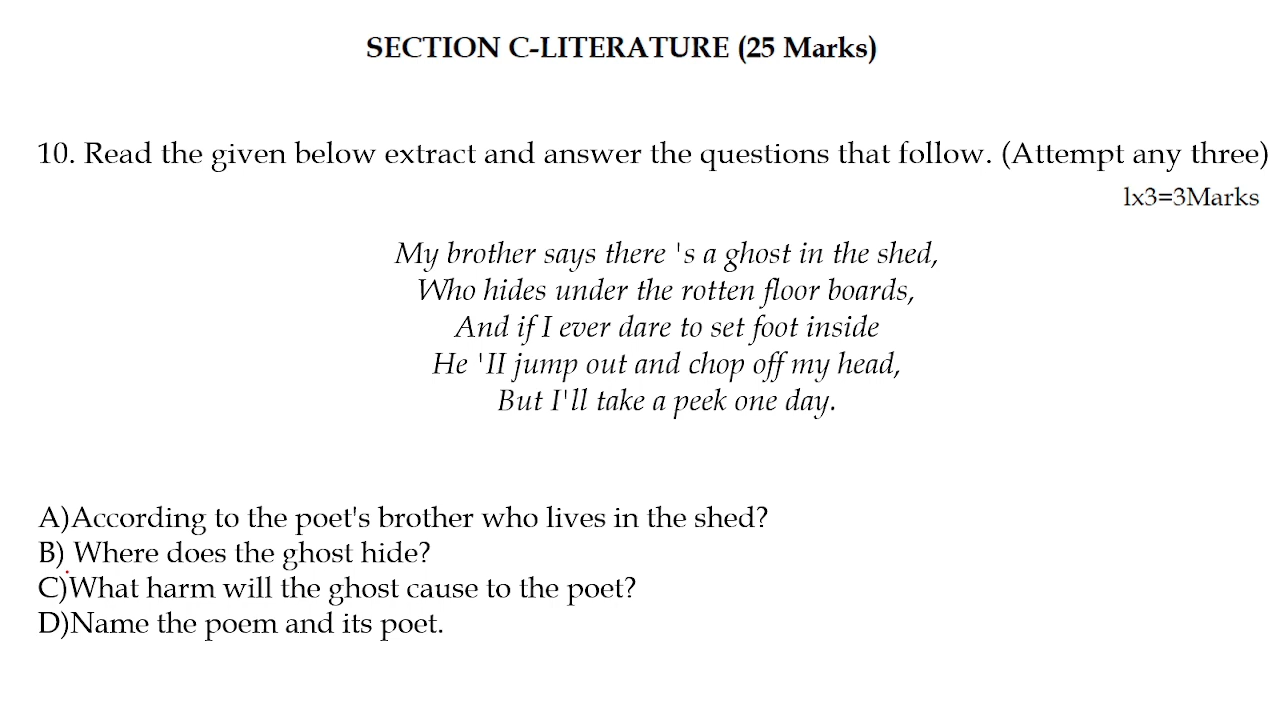 SECTION C-LITERATURE (25 Marks)
10. Read the given below extract and answer the questions that follow. (Attempt any three)
lx3=3Marks
My brother says there 's a ghost in the shed,
Who hides under the rotten floor boards,
And if I ever dare to set foot inside
He 'II jump out and chop off my head,
But I'll take a peek one day.
A)According to the poet's brother who lives in the shed?
B) Where does the ghost hide?
C)What harm will the ghost cause to the poet?
D)Name the poem and its poet.